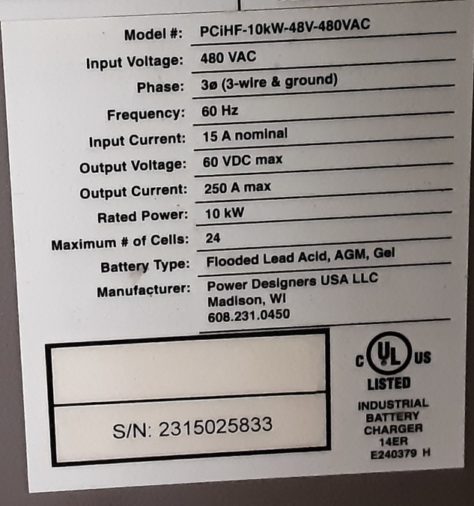 Model #: PCiHF-10kW-48V-480VAC
Input Voltage: 480 VAC
Phase: 3ø (3-wire & ground)
Frequency: 60 Hz
Input Current: 15 A nominal
Output Voltage: 60 VDC max
Output Current: 250 A max
Rated Power: 10 kW
Maximum # of Cells: 24
Battery Type: Flooded Lead Acid, AGM, Gel
Manufacturer: Power Designers USA LLC
Madison, WI
608.231.0450
S/N: 2315025833
C UL US
LISTED
INDUSTRIAL
BATTERY
CHARGER
14ER
E240379 H